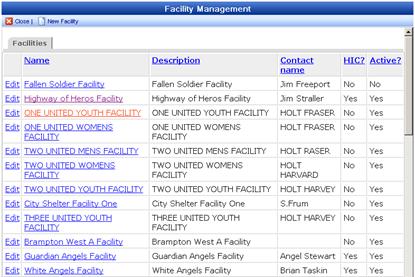 Facility Management
Close | New Facility
Facilities
Name Description Contact name HIC? Active?
Edit Fallen Soldier Facility Fallen Soldier Facility Jim Freeport No No
Edit Highway of Heros Facility Highway of Heros Facility Jim Straller Yes Yes
Edit ONE UNITED YOUTH FACILITY ONE UNITED YOUTH FACILITY HOLT FRASER No Yes
Edit ONE UNITED WOMENS FACILITY ONE UNITED WOMENS FACILITY HOLT FRASER No Yes
Edit TWO UNITED MENS FACILITY TWO UNITED MENS FACILITY HOLT RASER No Yes
Edit TWO UNITED WOMENS FACILITY TWO UNITED WOMENS FACILITY HOLT HARVARD No Yes
Edit TWO UNITED YOUTH FACILITY TWO UNITED YOUTH FACILITY HOLT HARVEY No Yes
Edit City Shelter Facility One City Shelter Facility One S.Frum No Yes
Edit THREE UNITED YOUTH FACILITY THREE UNITED YOUTH FACILITY HOLT HARVEY No Yes
Edit Brampton West A Facility Brampton West A Facility No Yes
Edit Guardian Angels Facility Guardian Angels Facility Angel Stewart Yes Yes
Edit White Angels Facility White Angels Facility Brian Taskin Yes Yes